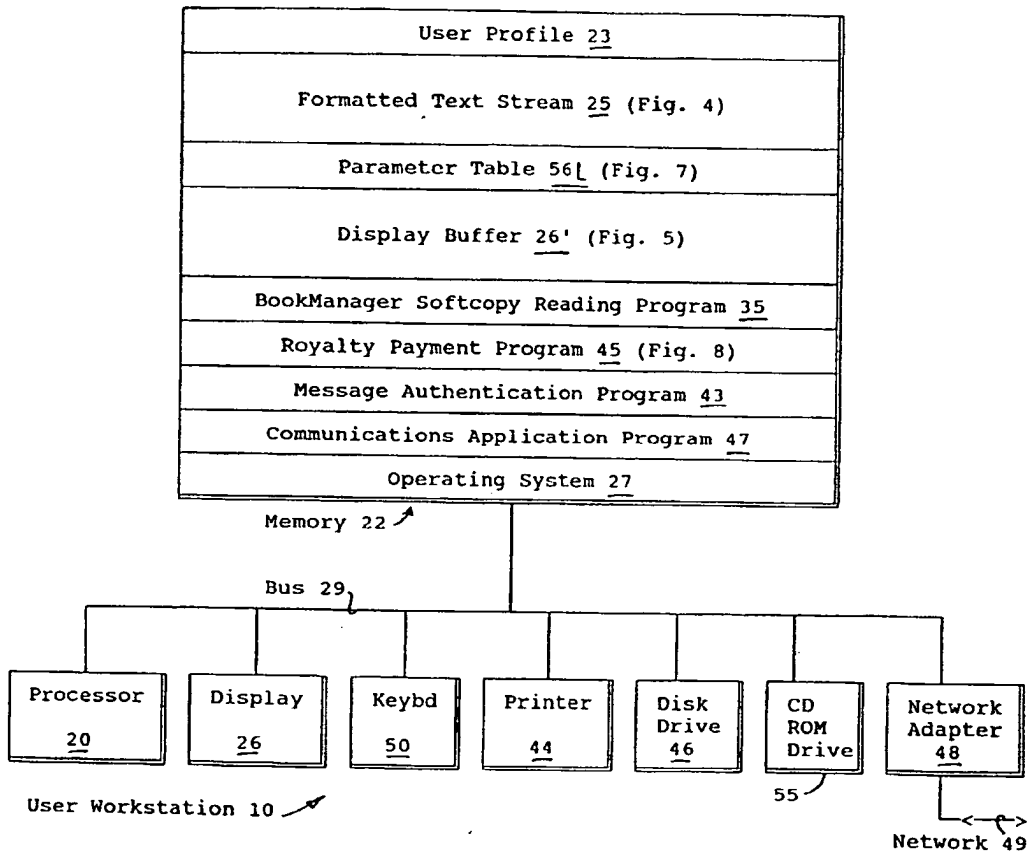 User Profile 23
Formatted Text Stream 25 (Fig. 4)
Parameter Table 56L (Fig. 7)
Display Buffer 26' (Fig. 5)
BookManager Softcopy Reading Program 35
Royalty Payment Program 45 (Fig. 8)
Message Authentication Program 43
Communications Application Program 47
Operating System 27
Memory 22
Bus 29
Processor
20
Display
26
Keybd
50
Printer
44
Disk
Drive
46
CD
ROM
Drive
55
Network
Adapter
48
User Workstation 10
Network 49